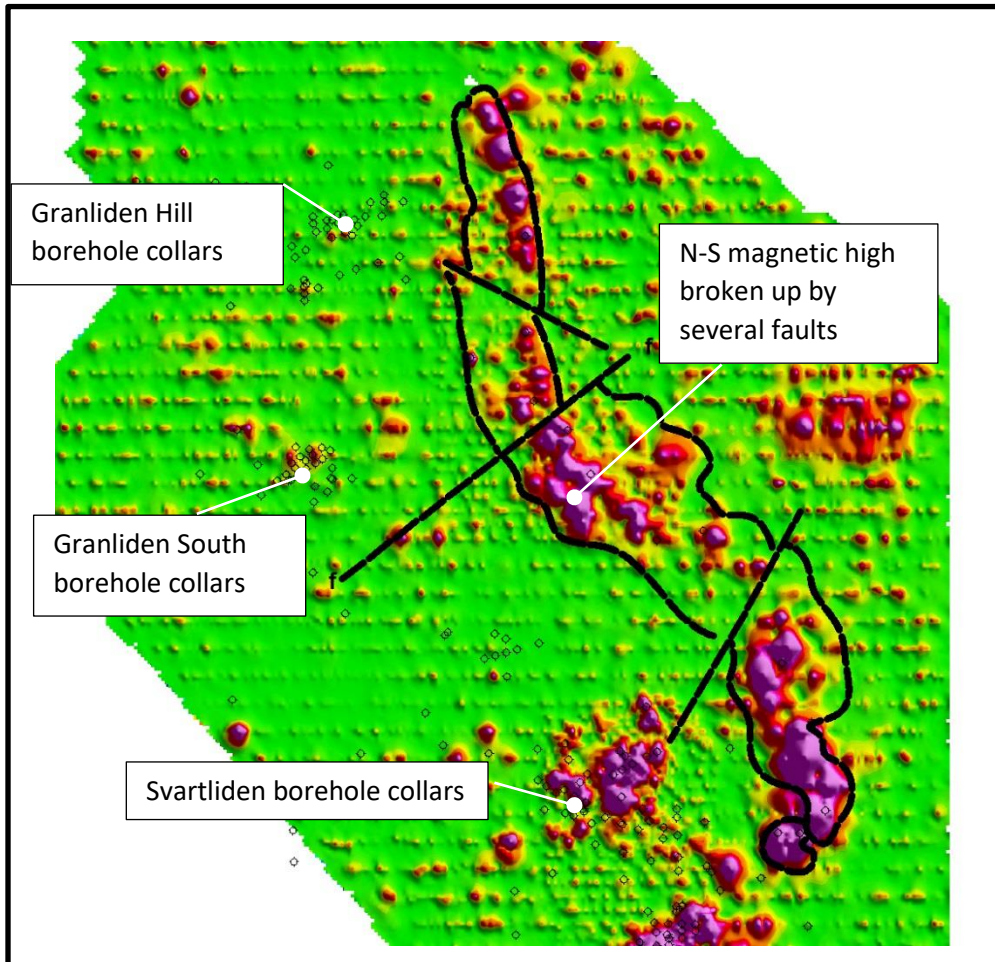 Granliden Hill
borehole collars
N-S magnetic high
broken up by
several faults
f
Granliden South
borehole collars
f
Svartliden borehole collars